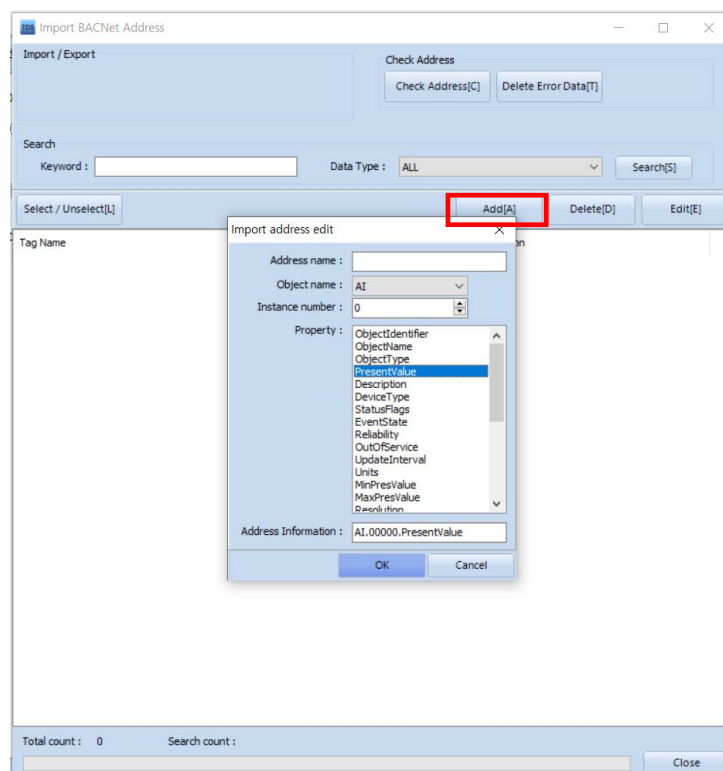 TDS Import BACNet Address
Import / Export
Check Address
Check Address[C] Delete Error Data[T]
Search
Keyword : Data Type : ALL Search[S]
Select / Unselect[L] Add[A] Delete[D] Edit[E]
Tag Name
Import address edit
Address name :
Object name : AI
Instance number : 0
Property : ObjectIdentifier
ObjectName
ObjectType
PresentValue
Description
DeviceType
StatusFlags
EventState
Reliability
OutOfService
UpdateInterval
Units
MinPresValue
MaxPresValue
Resolution
Address Information : AI.00000.PresentValue
OK Cancel
Total count : 0 Search count :
Close